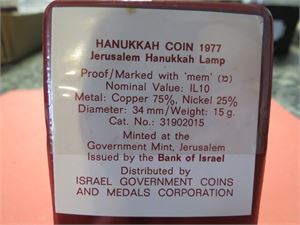 HANUKKAH COIN 1977
Jerusalem Hanukkah Lamp
Proof/Marked with 'mem' (מ)
Nominal Value: IL10
Metal: Copper 75%, Nickel 25%
Diameter: 34 mm/Weight: 15 g.
Cat. No.: 31902015
Minted at the
Government Mint, Jerusalem
Issued by the Bank of Israel
Distributed by
ISRAEL GOVERNMENT COINS
AND MEDALS CORPORATION